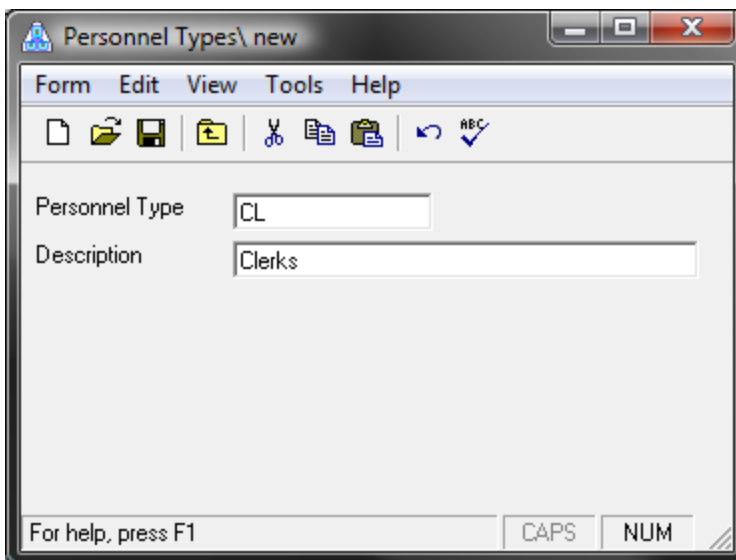 Personnel Types\ new
Form Edit View Tools Help
ABC
Personnel Type CL
Description Clerks
For help, press F1 CAPS NUM